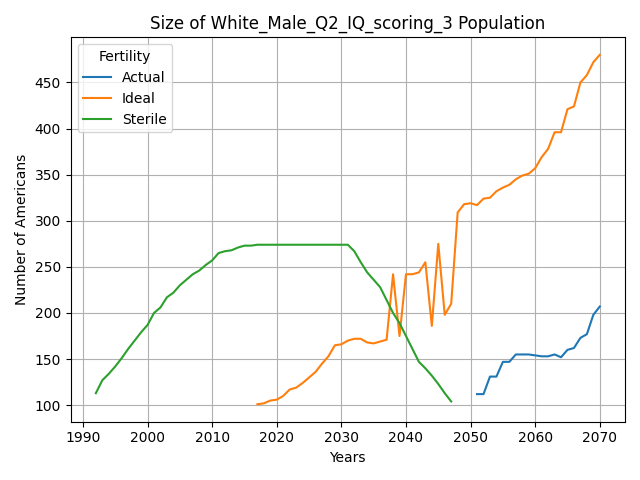 Size of White_Male_Q2_IQ_scoring_3 Population
Fertility
Actual
Ideal
Sterile
Number of Americans
450
400
350
300
250
200
150
100
1990 2000 2010 2020 2030 2040 2050 2060 2070
Years